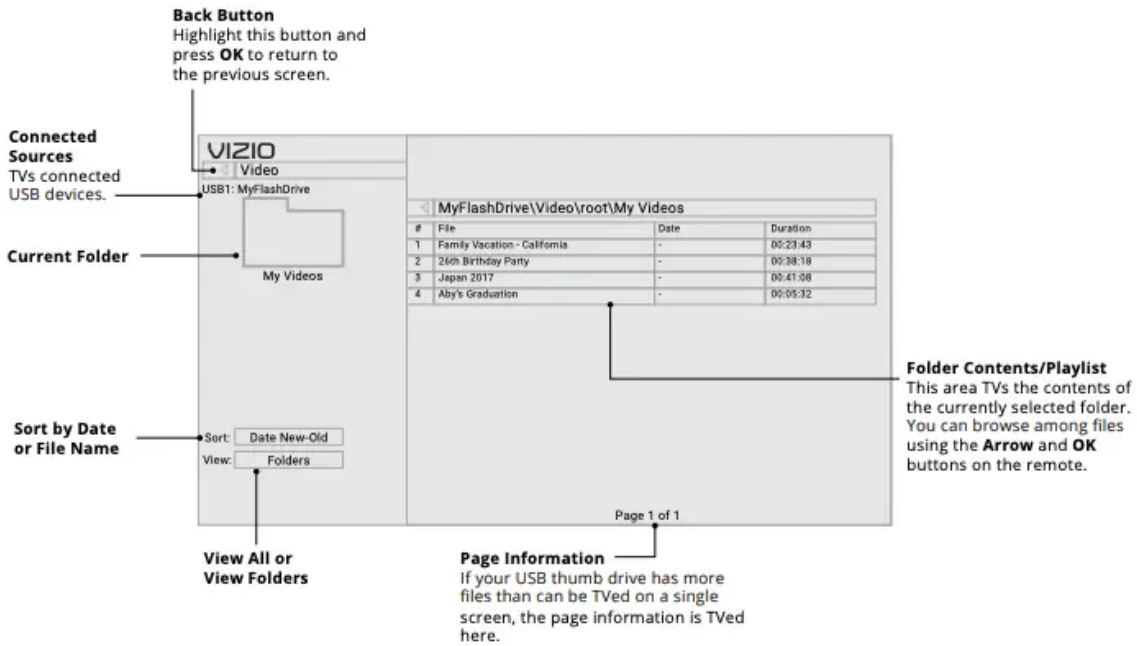 Back Button
Highlight this button and
press OK to return to
the previous screen.
Connected
Sources
TVs connected
USB devices.
Current Folder
Sort by Date
or File Name
VIZIO
Video
USB1: MyFlashDrive
My Videos
Sort: Date New-Old
View: Folders
MyFlashDrive\Video\root\My Videos
# File Date Duration
1 Family Vacation - California - 00:23:43
2 26th Birthday Party - 00:38:18
3 Japan 2017 - 00:41:08
4 Aby's Graduation - 00:05:32
Page 1 of 1
Folder Contents/Playlist
This area TVs the contents of
the currently selected folder.
You can browse among files
using the Arrow and OK
buttons on the remote.
View All or
View Folders
Page Information
If your USB thumb drive has more
files than can be TVed on a single
screen, the page information is TVed
here.